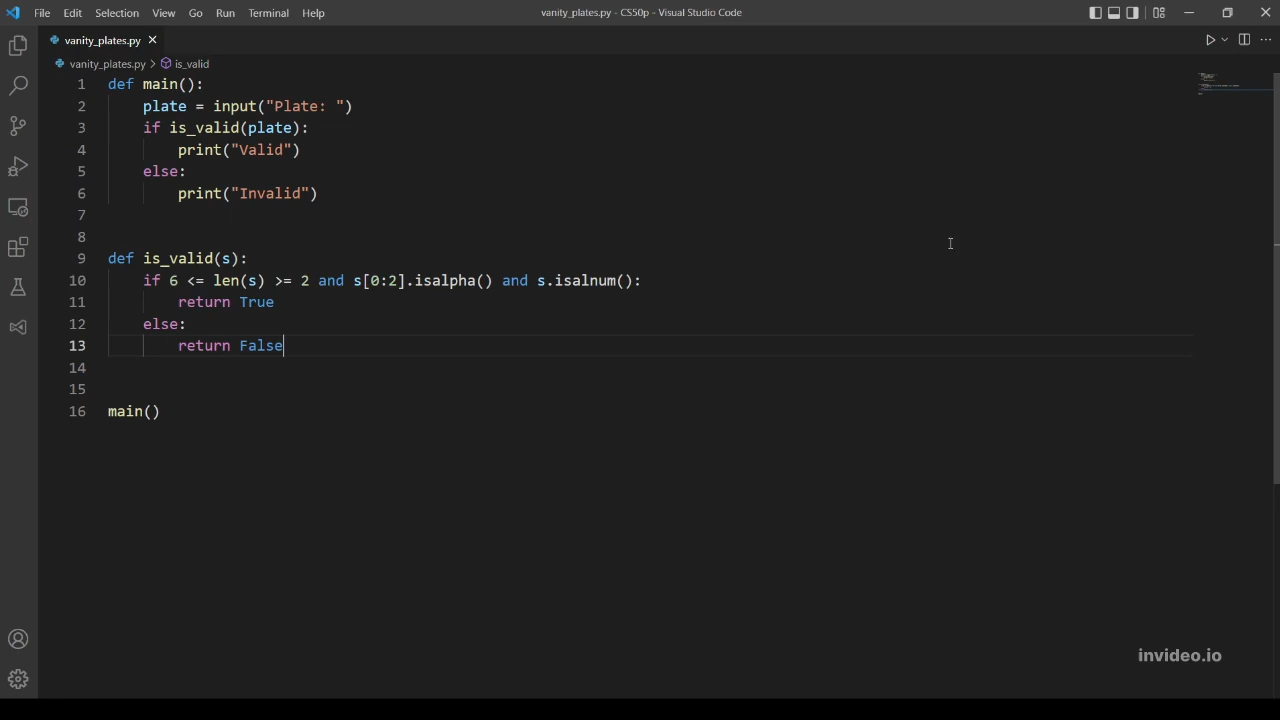 File Edit Selection View Go Run Terminal Help
vanity_plates.py - CS50p - Visual Studio Code
vanity_plates.py
vanity_plates.py > is_valid
1 def main():
2     plate = input("Plate: ")
3     if is_valid(plate):
4         print("Valid")
5     else:
6         print("Invalid")
7
8
9 def is_valid(s):
10     if 6 <= len(s) >= 2 and s[0:2].isalpha() and s.isalnum():
11         return True
12     else:
13         return False
14
15
16 main()
invideo.io